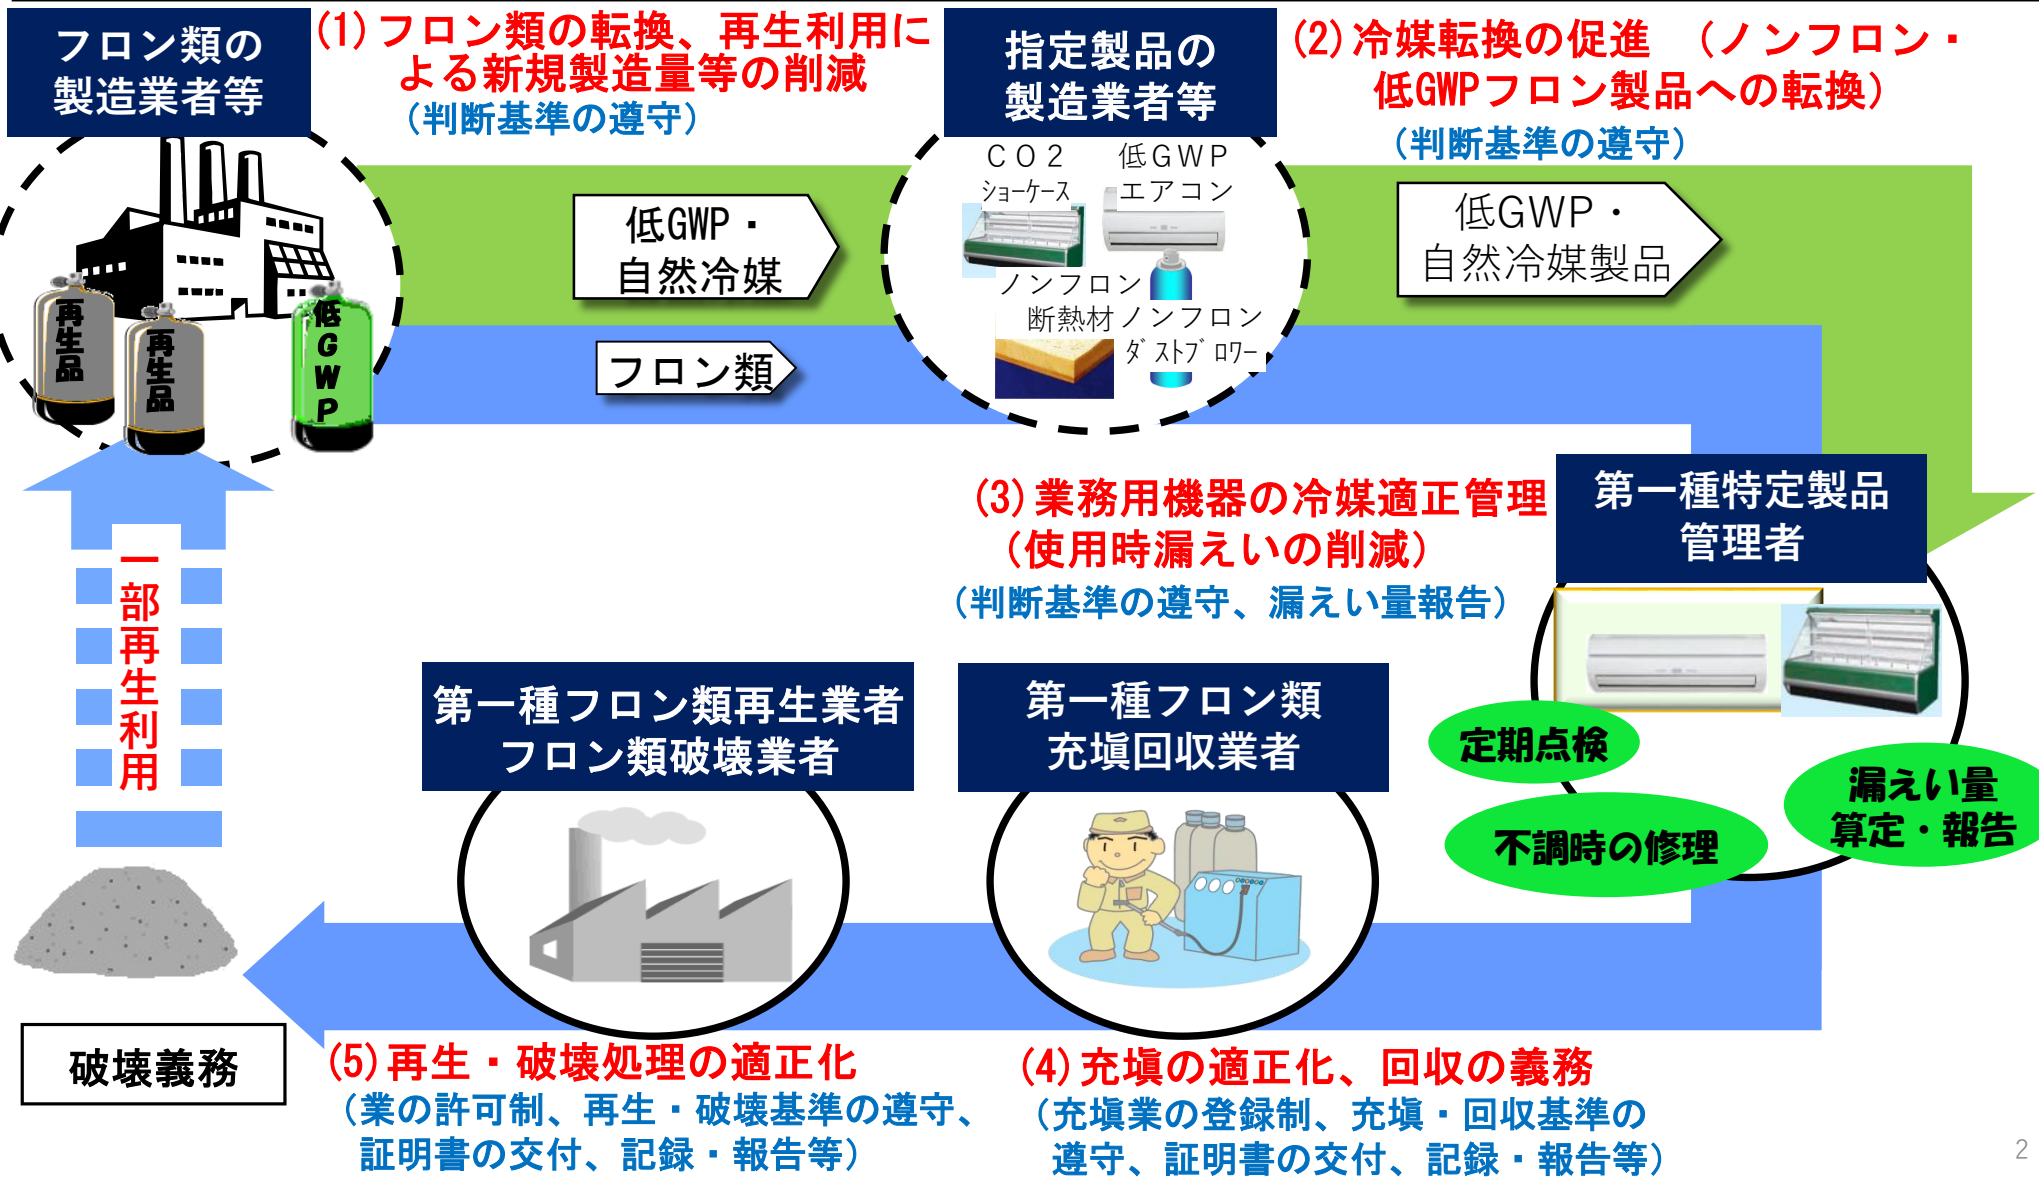 フロン類の
製造業者等
(1)フロン類の転換、再生利用に
よる新規製造量等の削減
（判断基準の遵守）
指定製品の
製造業者等
(2)冷媒転換の促進　（ノンフロン・
低GWPフロン製品への転換）
（判断基準の遵守）
再生品
再生品
低GWP
低GWP・
自然冷媒
フロン類
CO2
ショーケース
低GWP
エアコン
ノンフロン
断熱材
ノンフロン
ダストブロワー
低GWP・
自然冷媒製品
(3)業務用機器の冷媒適正管理
（使用時漏えいの削減）
（判断基準の遵守、漏えい量報告）
第一種特定製品
管理者
定期点検
不調時の修理
漏えい量
算定・報告
第一種フロン類再生業者
フロン類破壊業者
第一種フロン類
充塡回収業者
一部再生利用
破壊義務
(5)再生・破壊処理の適正化
（業の許可制、再生・破壊基準の遵守、
証明書の交付、記録・報告等）
(4)充塡の適正化、回収の義務
（充塡業の登録制、充塡・回収基準の
遵守、証明書の交付、記録・報告等）
2